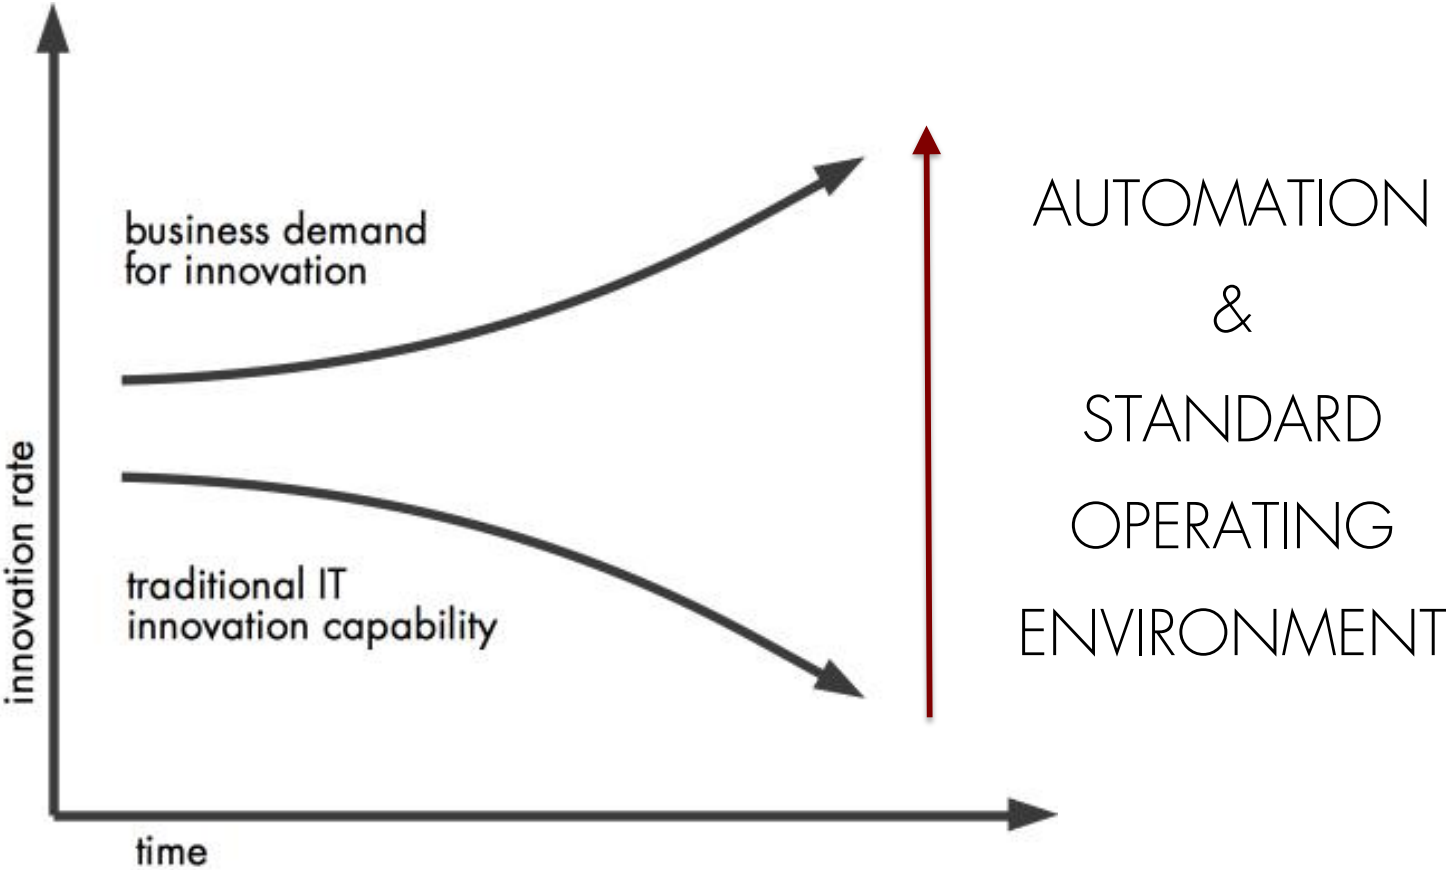 business demand
for innovation
traditional IT
innovation capability
innovation rate
time
AUTOMATION
&
STANDARD
OPERATING
ENVIRONMENT